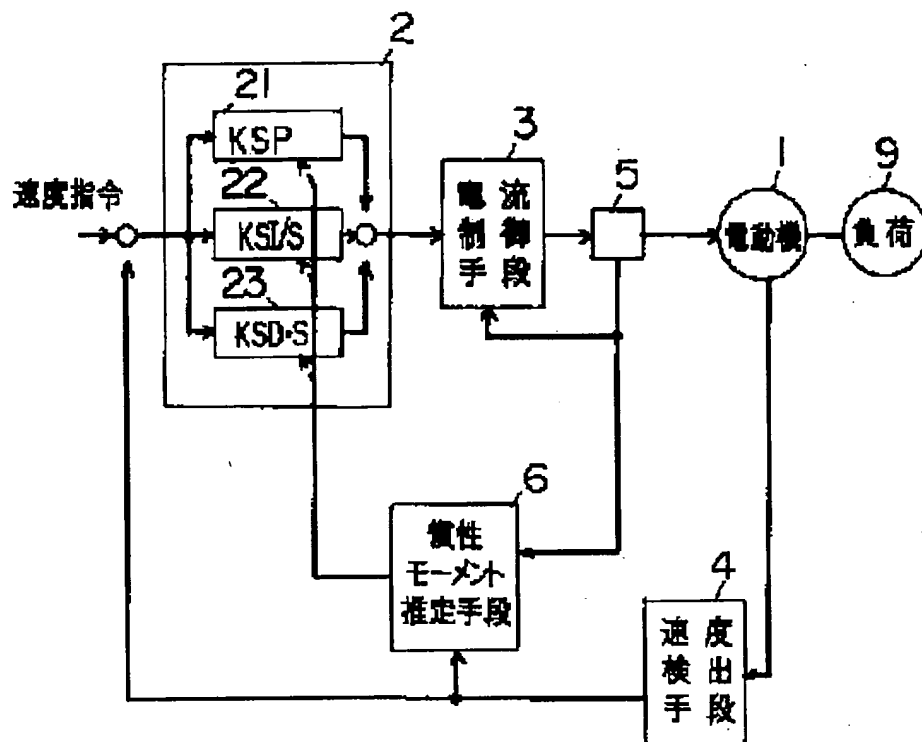 2
21
KSP
3
1
9
速度指令
22
5
電流
制御
手段
電動機
負荷
KSI/S
23
KSD·S
6
慣性
モーメント
推定手段
4
速度
検出
手段